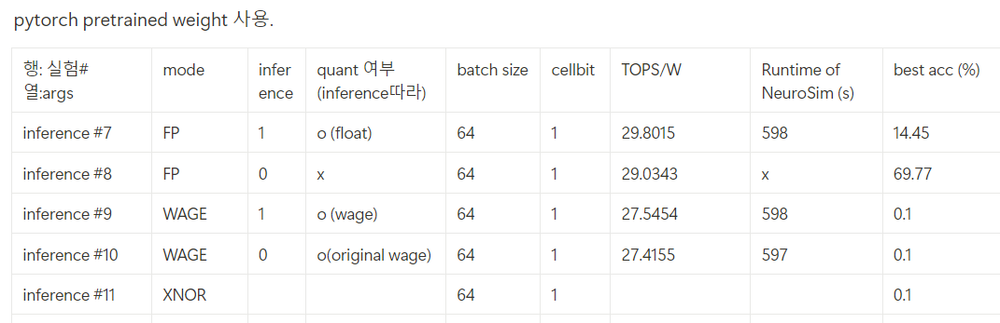 pytorch pretrained weight 사용.
행: 실험# mode infer quant 여부 batch size cellbit TOPS/W Runtime of best acc (%)
열:args ence (inference따라) NeuroSim (s)
inference #7 FP 1 o (float) 64 1 29.8015 598 14.45
inference #8 FP 0 x 64 1 29.0343 x 69.77
inference #9 WAGE 1 o (wage) 64 1 27.5454 598 0.1
inference #10 WAGE 0 o(original wage) 64 1 27.4155 597 0.1
inference #11 XNOR 64 1 0.1